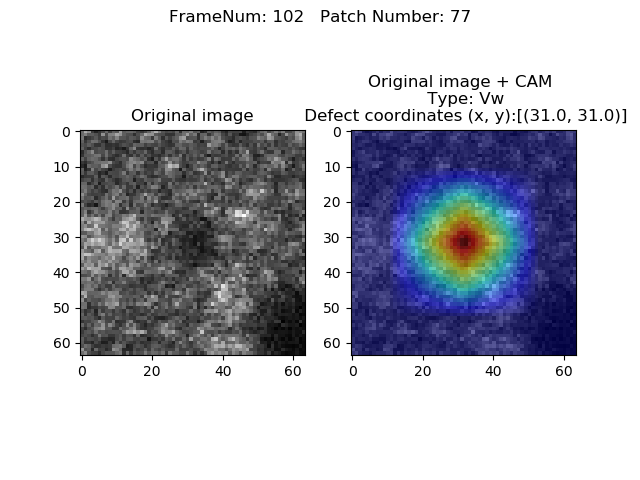 FrameNum: 102   Patch Number: 77
Original image
0
10
20
30
40
50
60
0 20 40 60
Original image + CAM
Type: Vw
Defect coordinates (x, y):[(31.0, 31.0)]
0
10
20
30
40
50
60
0 20 40 60